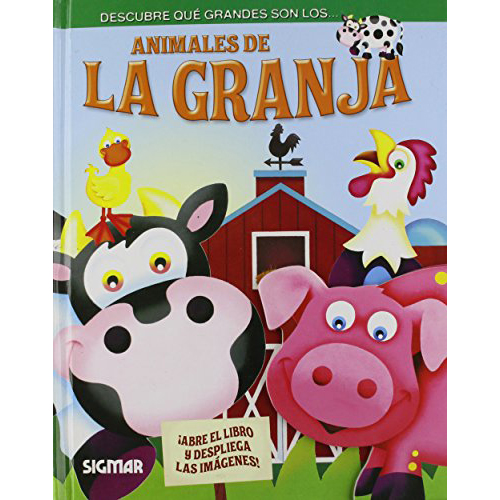 DESCUBRE QUÉ GRANDES SON LOS...
ANIMALES DE
LA GRANJA
¡ABRE EL LIBRO
Y DESPLIEGA
LAS IMÁGENES!
SIGMAR